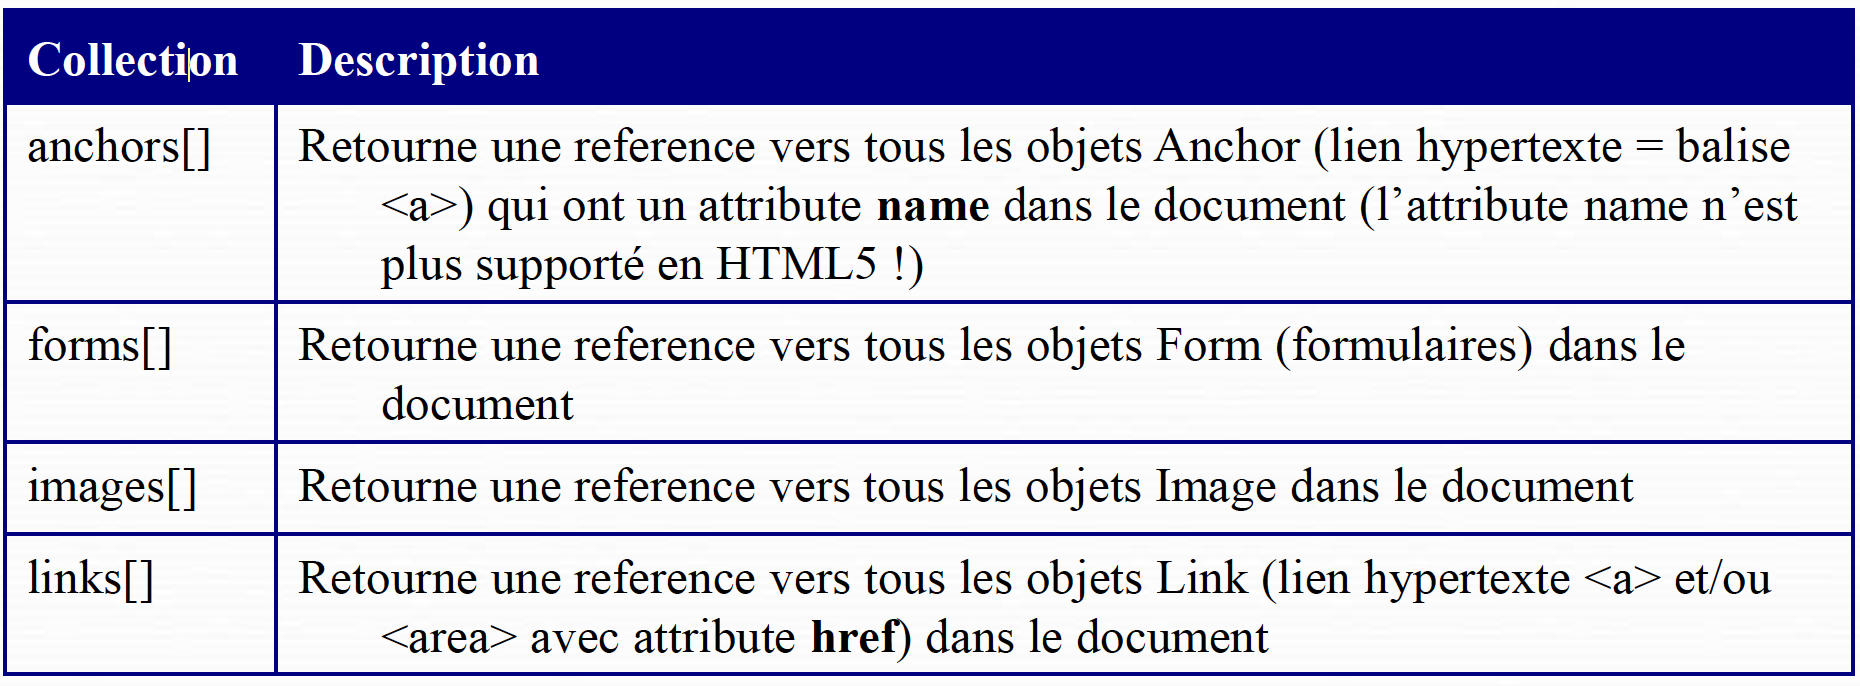 Collection Description
anchors[] Retourne une reference vers tous les objets Anchor (lien hypertexte = balise
<a>) qui ont un attribute name dans le document (l’attribute name n’est
plus supporté en HTML5 !)
forms[] Retourne une reference vers tous les objets Form (formulaires) dans le
document
images[] Retourne une reference vers tous les objets Image dans le document
links[] Retourne une reference vers tous les objets Link (lien hypertexte <a> et/ou
<area> avec attribute href) dans le document